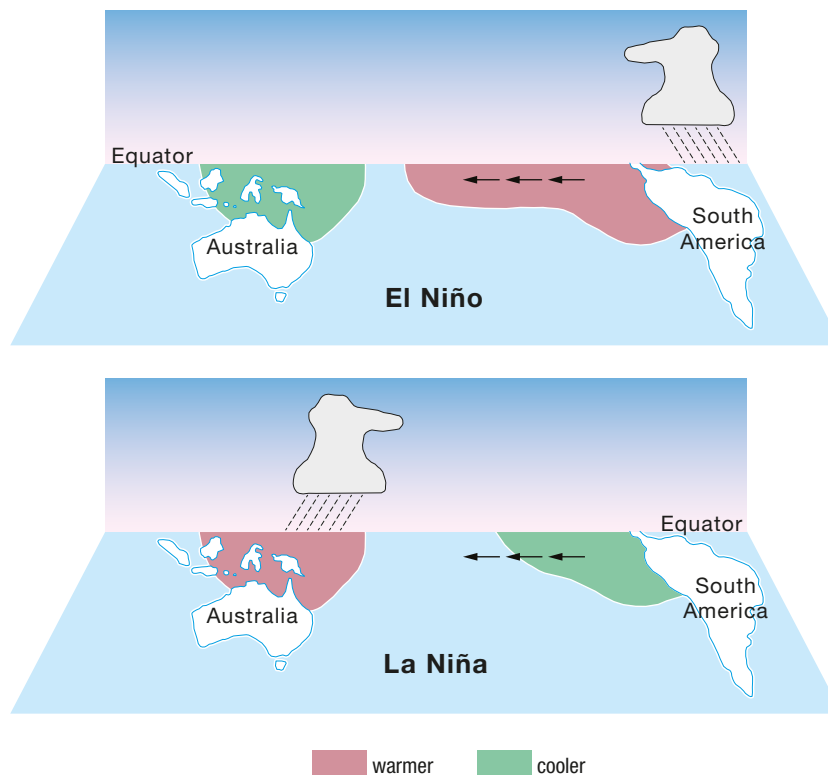 Equator
Australia
South
America
El Niño
Equator
Australia
South
America
La Niña
warmer
cooler